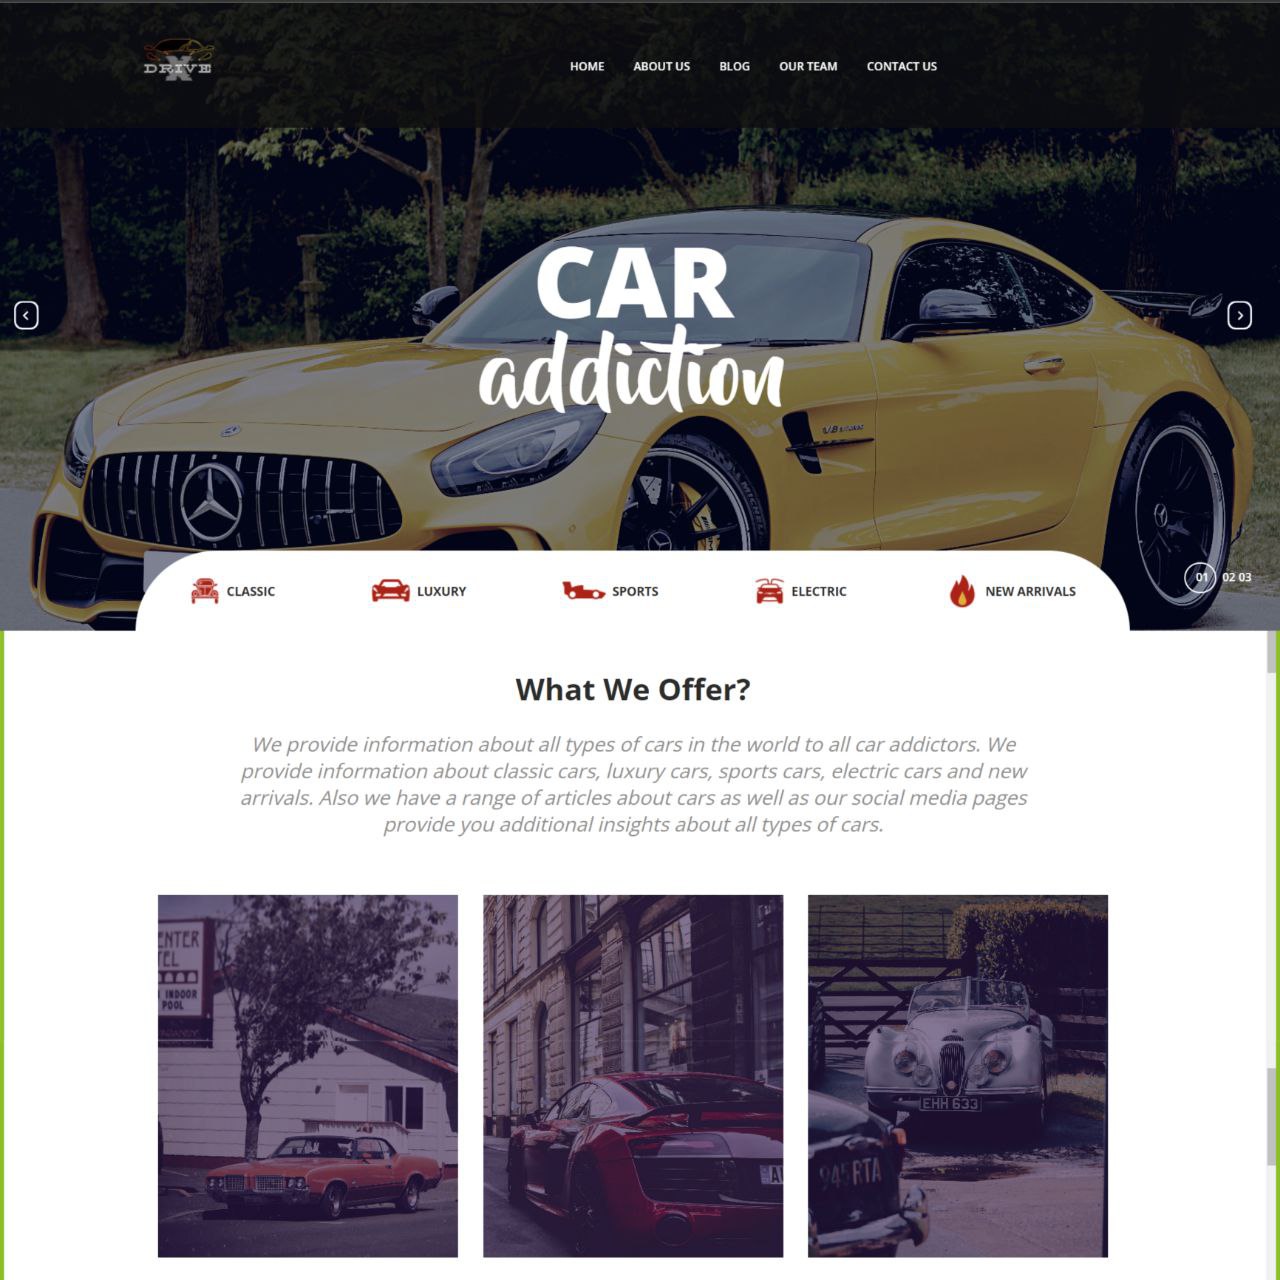 DRIVE
X
HOME ABOUT US BLOG OUR TEAM CONTACT US
CAR
addiction
V8 BITURBO
MICHELIN
AMG
CLASSIC LUXURY SPORTS ELECTRIC NEW ARRIVALS
01 02 03
What We Offer?
We provide information about all types of cars in the world to all car addictors. We
provide information about classic cars, luxury cars, sports cars, electric cars and new
arrivals. Also we have a range of articles about cars as well as our social media pages
provide you additional insights about all types of cars.
ENTER
TEL
INDOOR
POOL
EHH 633
945 RTA